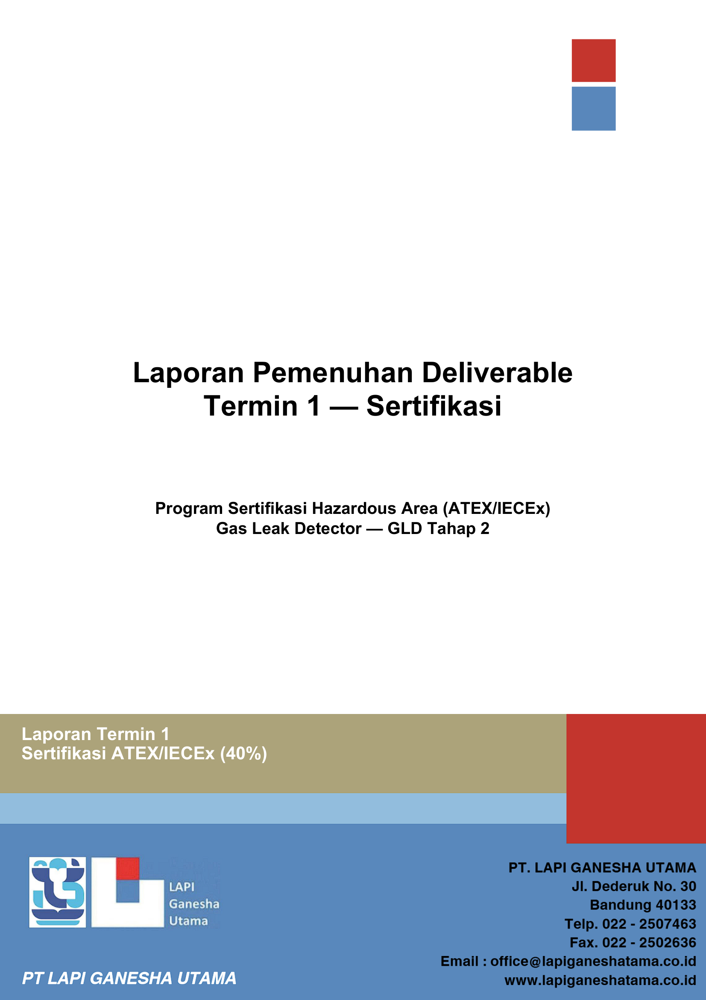 Laporan Pemenuhan Deliverable
Termin 1 — Sertifikasi
Program Sertifikasi Hazardous Area (ATEX/IECEx)
Gas Leak Detector — GLD Tahap 2
Laporan Termin 1
Sertifikasi ATEX/IECEx (40%)
LAPI
Ganesha
Utama
PT LAPI GANESHA UTAMA
PT. LAPI GANESHA UTAMA
Jl. Dederuk No. 30
Bandung 40133
Telp. 022 - 2507463
Fax. 022 - 2502636
Email : office@lapiganeshatama.co.id
www.lapiganeshatama.co.id